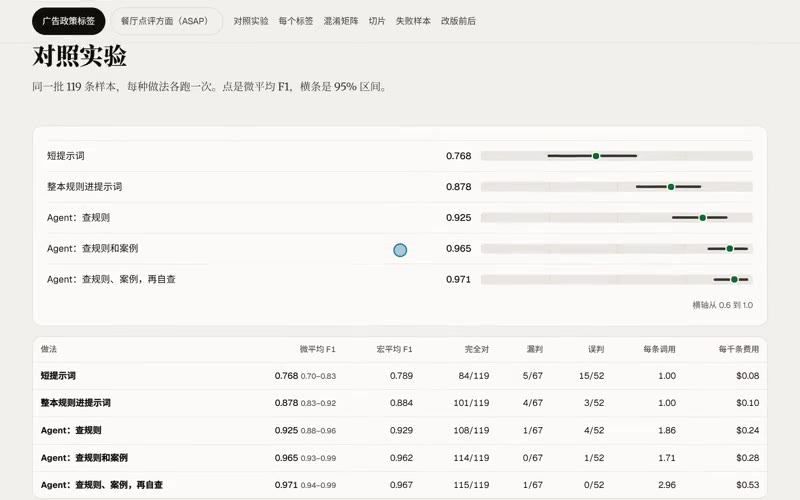 广告政策标签 餐厅点评方面（ASAP） 对照实验 每个标签 混淆矩阵 切片 失败样本 改版前后
对照实验
同一批 119 条样本，每种做法各跑一次。点是微平均 F1，横条是 95% 区间。
短提示词 0.768
整本规则进提示词 0.878
Agent：查规则 0.925
Agent：查规则和案例 0.965
Agent：查规则、案例，再自查 0.971
横轴从 0.6 到 1.0
做法 微平均 F1 宏平均 F1 完全对 漏判 误判 每条调用 每千条费用
短提示词 0.768 0.70–0.83 0.789 84/119 5/67 15/52 1.00 $0.08
整本规则进提示词 0.878 0.83–0.92 0.884 101/119 4/67 3/52 1.00 $0.10
Agent：查规则 0.925 0.88–0.96 0.929 108/119 1/67 4/52 1.86 $0.24
Agent：查规则和案例 0.965 0.93–0.99 0.962 114/119 0/67 1/52 1.71 $0.28
Agent：查规则、案例，再自查 0.971 0.94–0.99 0.967 115/119 1/67 0/52 2.96 $0.53